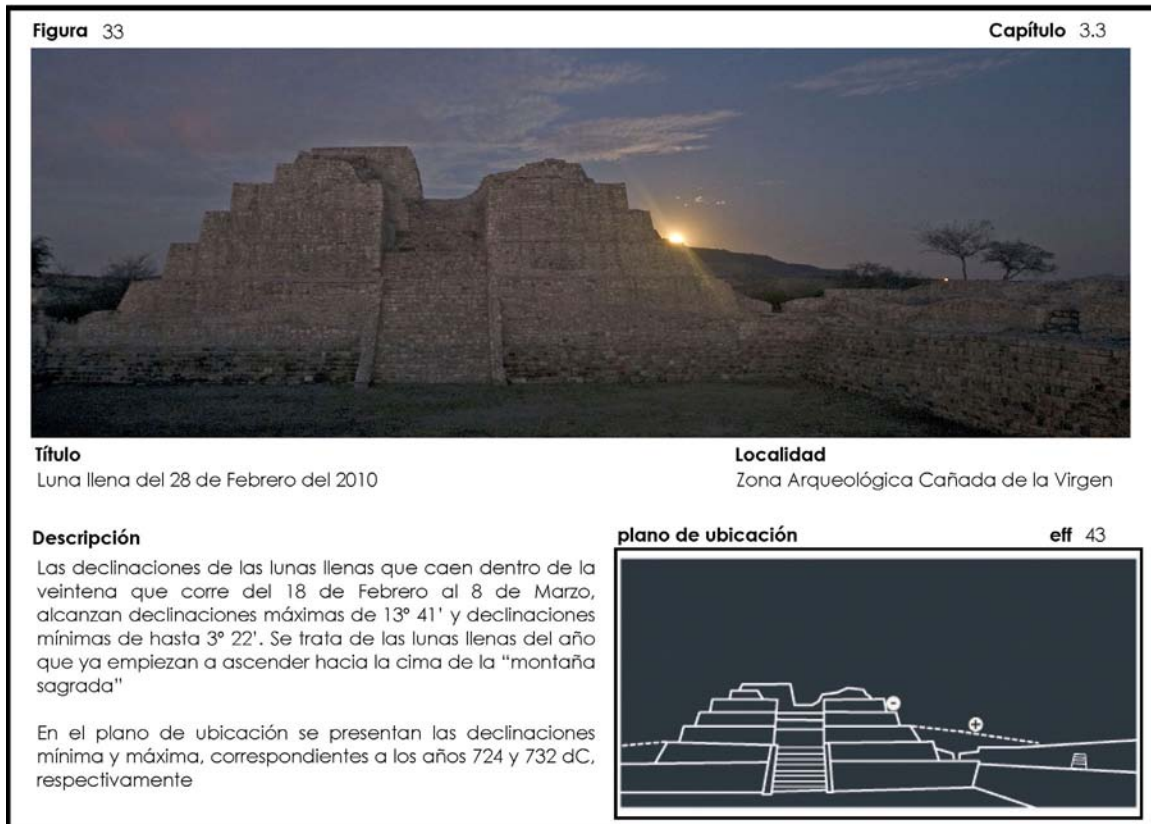 Figura 33
Capítulo 3.3
Título
Luna llena del 28 de Febrero del 2010
Localidad
Zona Arqueológica Cañada de la Virgen
Descripción
Las declinaciones de las lunas llenas que caen dentro de la
veintena que corre del 18 de Febrero al 8 de Marzo,
alcanzan declinaciones máximas de 13º 41' y declinaciones
mínimas de hasta 3º 22'. Se trata de las lunas llenas del año
que ya empiezan a ascender hacia la cima de la “montaña
sagrada”
En el plano de ubicación se presentan las declinaciones
mínima y máxima, correspondientes a los años 724 y 732 dC,
respectivamente
plano de ubicación
eff 43
-
+